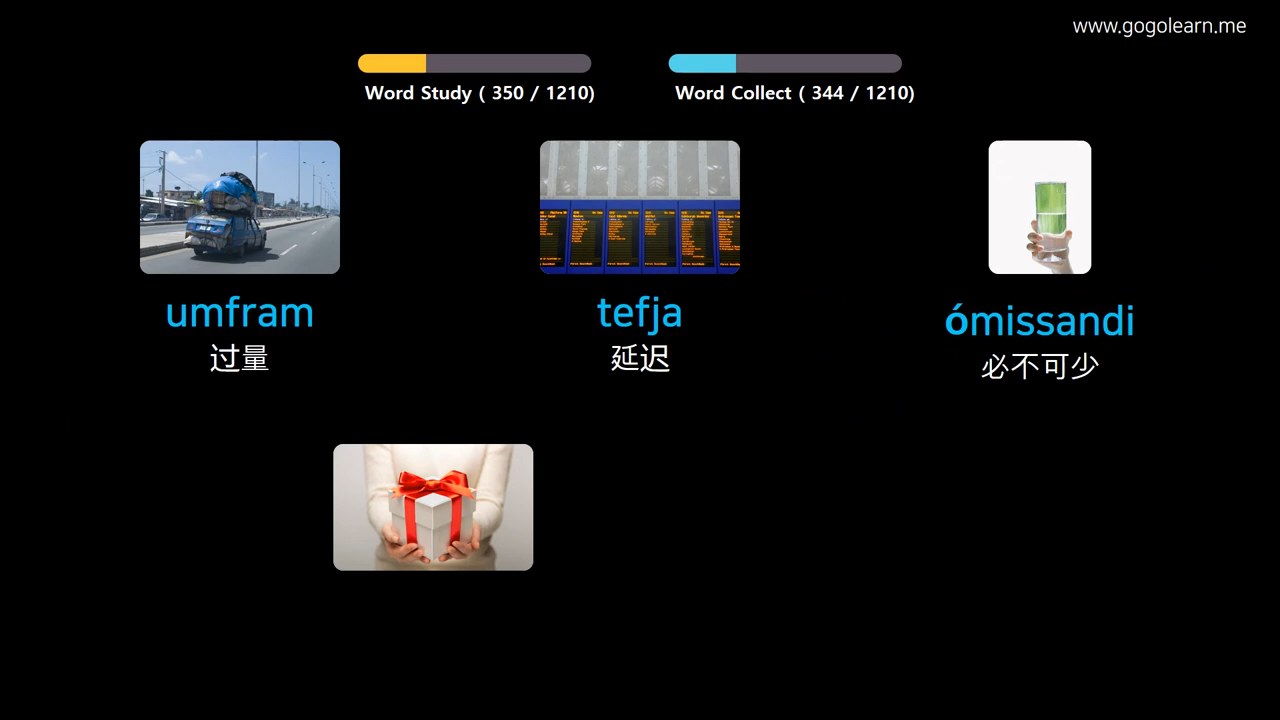 www.gogolearn.me
Word Study ( 350 / 1210)
Word Collect ( 344 / 1210)
umfram
过量
tefja
延迟
ómissandi
必不可少